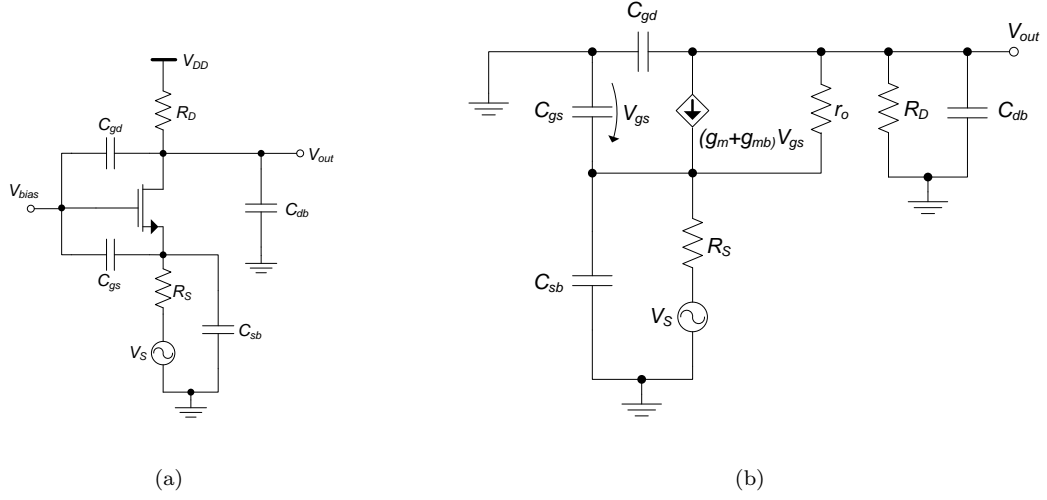 V_DD
R_D
C_gd
V_out
V_bias
C_db
C_gs
R_S
V_S
C_sb
(a)
C_gd
V_out
C_gs
V_gs
(g_m+g_mb)V_gs
r_o
R_D
C_db
R_S
C_sb
V_S
(b)